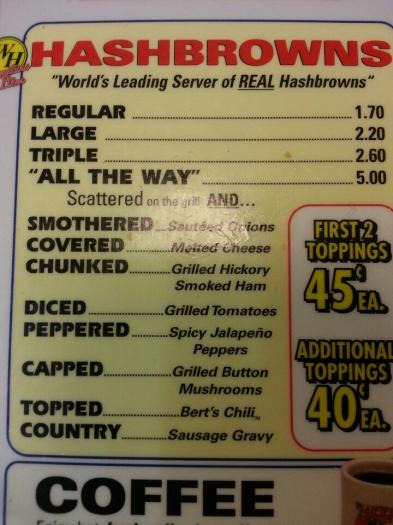 WH
HASHBROWNS
"World's Leading Server of REAL Hashbrowns"
REGULAR 1.70
LARGE 2.20
TRIPLE 2.60
"ALL THE WAY" 5.00
Scattered on the grill AND...
SMOTHERED Sautéed Onions
COVERED Melted Cheese
CHUNKED Grilled Hickory
Smoked Ham
DICED Grilled Tomatoes
PEPPERED Spicy Jalapeño
Peppers
CAPPED Grilled Button
Mushrooms
TOPPED Bert's Chili™
COUNTRY Sausage Gravy
FIRST 2
TOPPINGS
45¢ EA.
ADDITIONAL
TOPPINGS
40¢ EA.
COFFEE